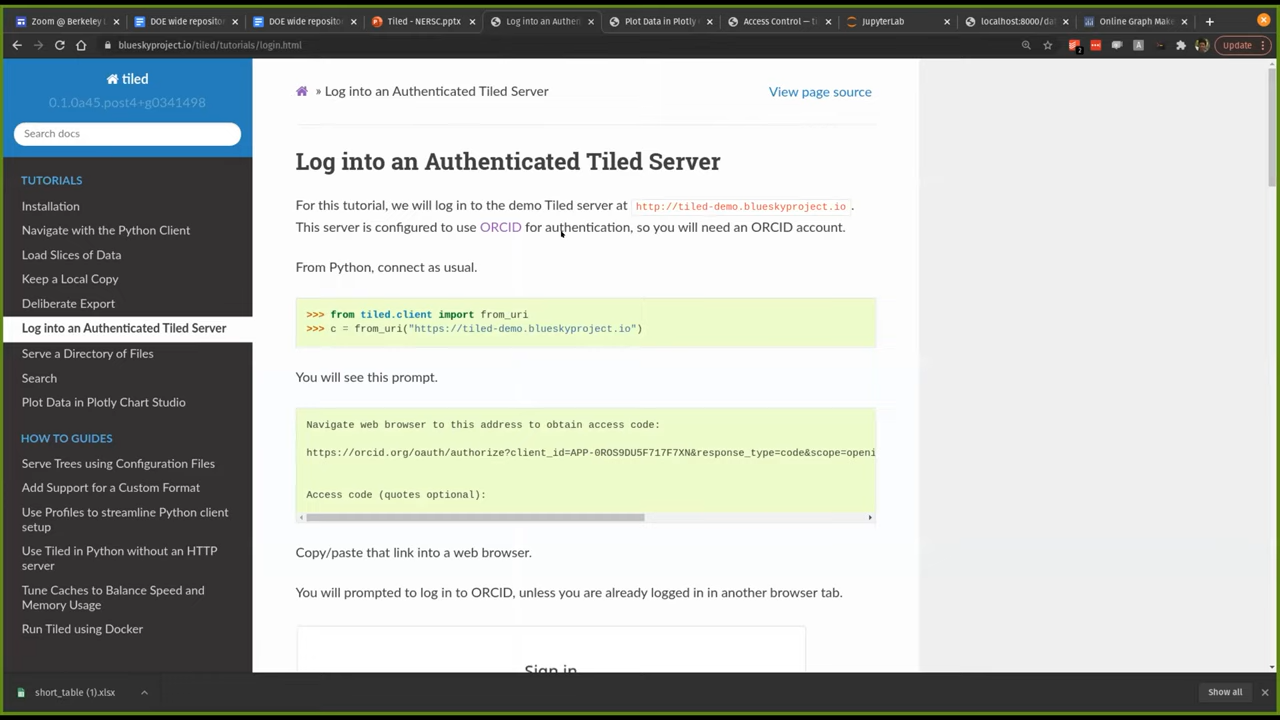 Zoom @ Berkeley L
DOE wide reposito
DOE wide reposito
Tiled - NERSC.pptx
Log into an Authent
Plot Data in Plotly C
Access Control — ti
JupyterLab
localhost:8000/da
Online Graph Make
blueskyproject.io/tiled/tutorials/login.html
2
A
Update
tiled
0.1.0a45.post4+g0341498
Search docs
TUTORIALS
Installation
Navigate with the Python Client
Load Slices of Data
Keep a Local Copy
Deliberate Export
Log into an Authenticated Tiled Server
Serve a Directory of Files
Search
Plot Data in Plotly Chart Studio
HOW TO GUIDES
Serve Trees using Configuration Files
Add Support for a Custom Format
Use Profiles to streamline Python client
setup
Use Tiled in Python without an HTTP
server
Tune Caches to Balance Speed and
Memory Usage
Run Tiled using Docker
» Log into an Authenticated Tiled Server
View page source
Log into an Authenticated Tiled Server
For this tutorial, we will log in to the demo Tiled server at http://tiled-demo.blueskyproject.io .
This server is configured to use ORCID for authentication, so you will need an ORCID account.
From Python, connect as usual.
>>> from tiled.client import from_uri
>>> c = from_uri("https://tiled-demo.blueskyproject.io")
You will see this prompt.
Navigate web browser to this address to obtain access code:
https://orcid.org/oauth/authorize?client_id=APP-0ROS9DU5F717F7XN&response_type=code&scope=openi
Access code (quotes optional):
Copy/paste that link into a web browser.
You will prompted to log in to ORCID, unless you are already logged in in another browser tab.
Sign in
short_table (1).xlsx
Show all